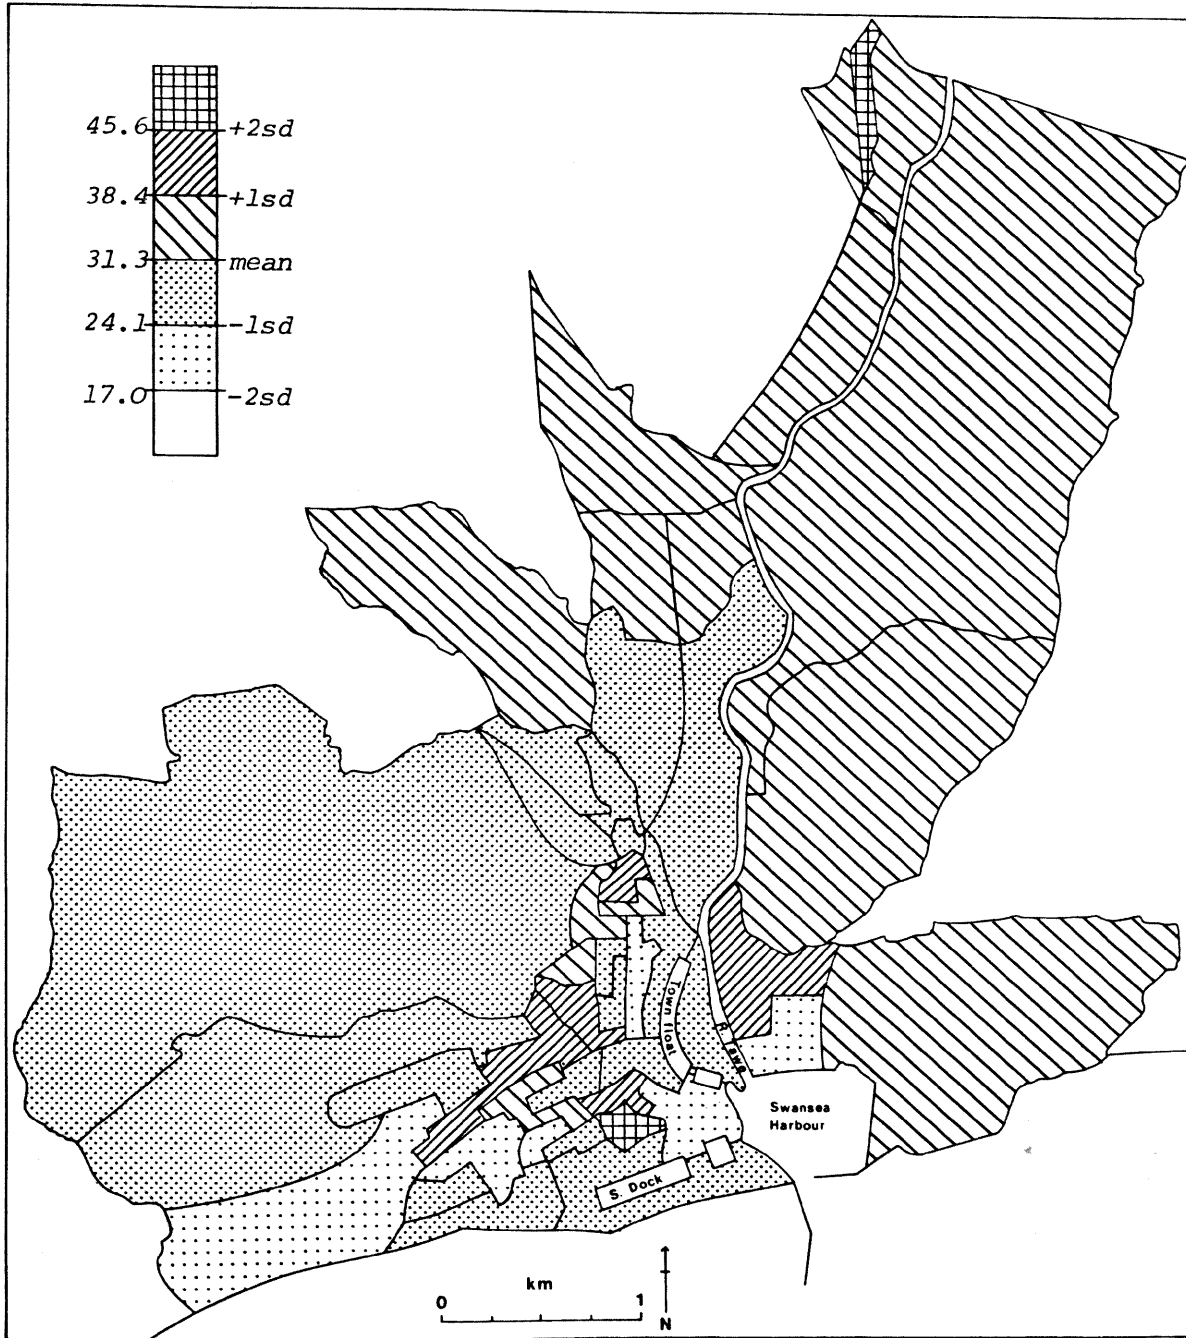 45.6 +2sd
38.4 +1sd
31.3 mean
24.1 -1sd
17.0 -2sd
Town Float
R. Tawe
Swansea
Harbour
S. Dock
km
0 1
N